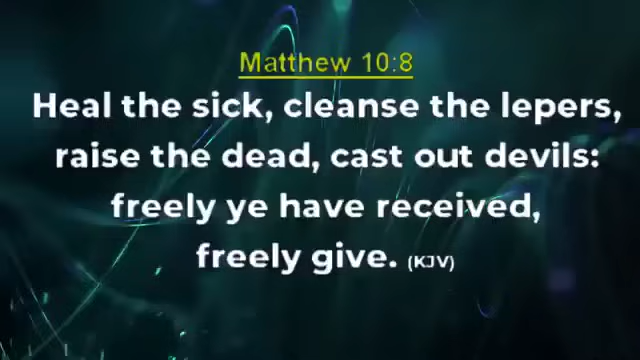 Matthew 10:8
Heal the sick, cleanse the lepers,
raise the dead, cast out devils:
freely ye have received,
freely give. (KJV)